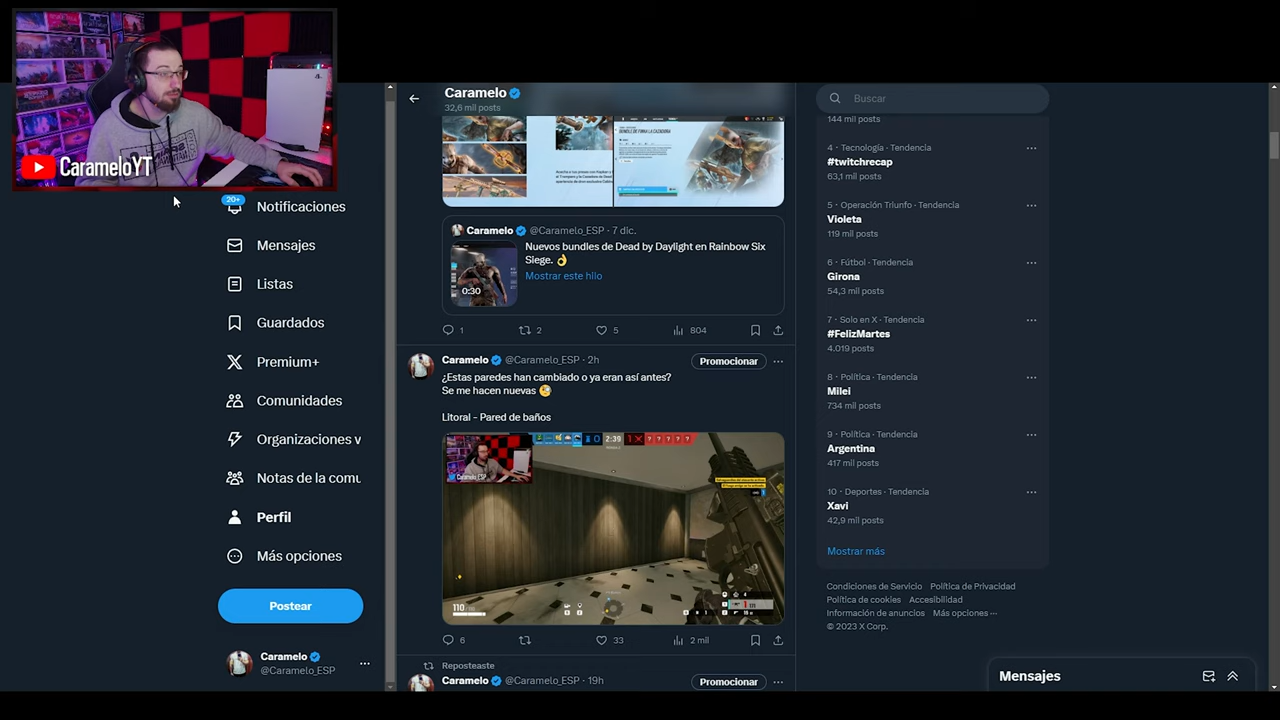 CarameloYT
Notificaciones
20+
Mensajes
Listas
Guardados
Premium+
Comunidades
Organizaciones v
Notas de la comu
Perfil
Más opciones
Postear
Caramelo
@Caramelo_ESP
Caramelo
32,6 mil posts
Caramelo @Caramelo_ESP · 7 dic.
Nuevos bundles de Dead by Daylight en Rainbow Six
Siege. 👌
Mostrar este hilo
0:30
1
2
5
804
Caramelo @Caramelo_ESP · 2h
Promocionar
¿Estas paredes han cambiado o ya eran así antes?
Se me hacen nuevas 🧐
Litoral - Pared de baños
0 2:39 1
? ? ? ? ?
Caramelo_ESP
110
6
33
2 mil
Reposteaste
Caramelo @Caramelo_ESP · 19h
Promocionar
Buscar
144 mil posts
4 · Tecnología · Tendencia
#twitchrecap
63,1 mil posts
5 · Operación Triunfo · Tendencia
Violeta
119 mil posts
6 · Fútbol · Tendencia
Girona
54,3 mil posts
7 · Solo en X · Tendencia
#FelizMartes
4.019 mil posts
8 · Política · Tendencia
Milei
734 mil posts
9 · Política · Tendencia
Argentina
417 mil posts
10 · Deportes · Tendencia
Xavi
42,9 mil posts
Mostrar más
Condiciones de Servicio Política de Privacidad
Política de cookies Accesibilidad
Información de anuncios Más opciones ···
© 2023 X Corp.
Mensajes